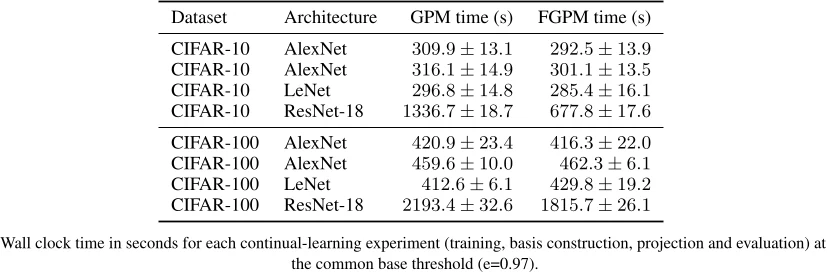 Dataset Architecture GPM time (s) FGPM time (s)
CIFAR-10 AlexNet 309.9 ± 13.1 292.5 ± 13.9
CIFAR-10 AlexNet 316.1 ± 14.9 301.1 ± 13.5
CIFAR-10 LeNet 296.8 ± 14.8 285.4 ± 16.1
CIFAR-10 ResNet-18 1336.7 ± 18.7 677.8 ± 17.6
CIFAR-100 AlexNet 420.9 ± 23.4 416.3 ± 22.0
CIFAR-100 AlexNet 459.6 ± 10.0 462.3 ± 6.1
CIFAR-100 LeNet 412.6 ± 6.1 429.8 ± 19.2
CIFAR-100 ResNet-18 2193.4 ± 32.6 1815.7 ± 26.1
Wall clock time in seconds for each continual-learning experiment (training, basis construction, projection and evaluation) at
the common base threshold (e=0.97).